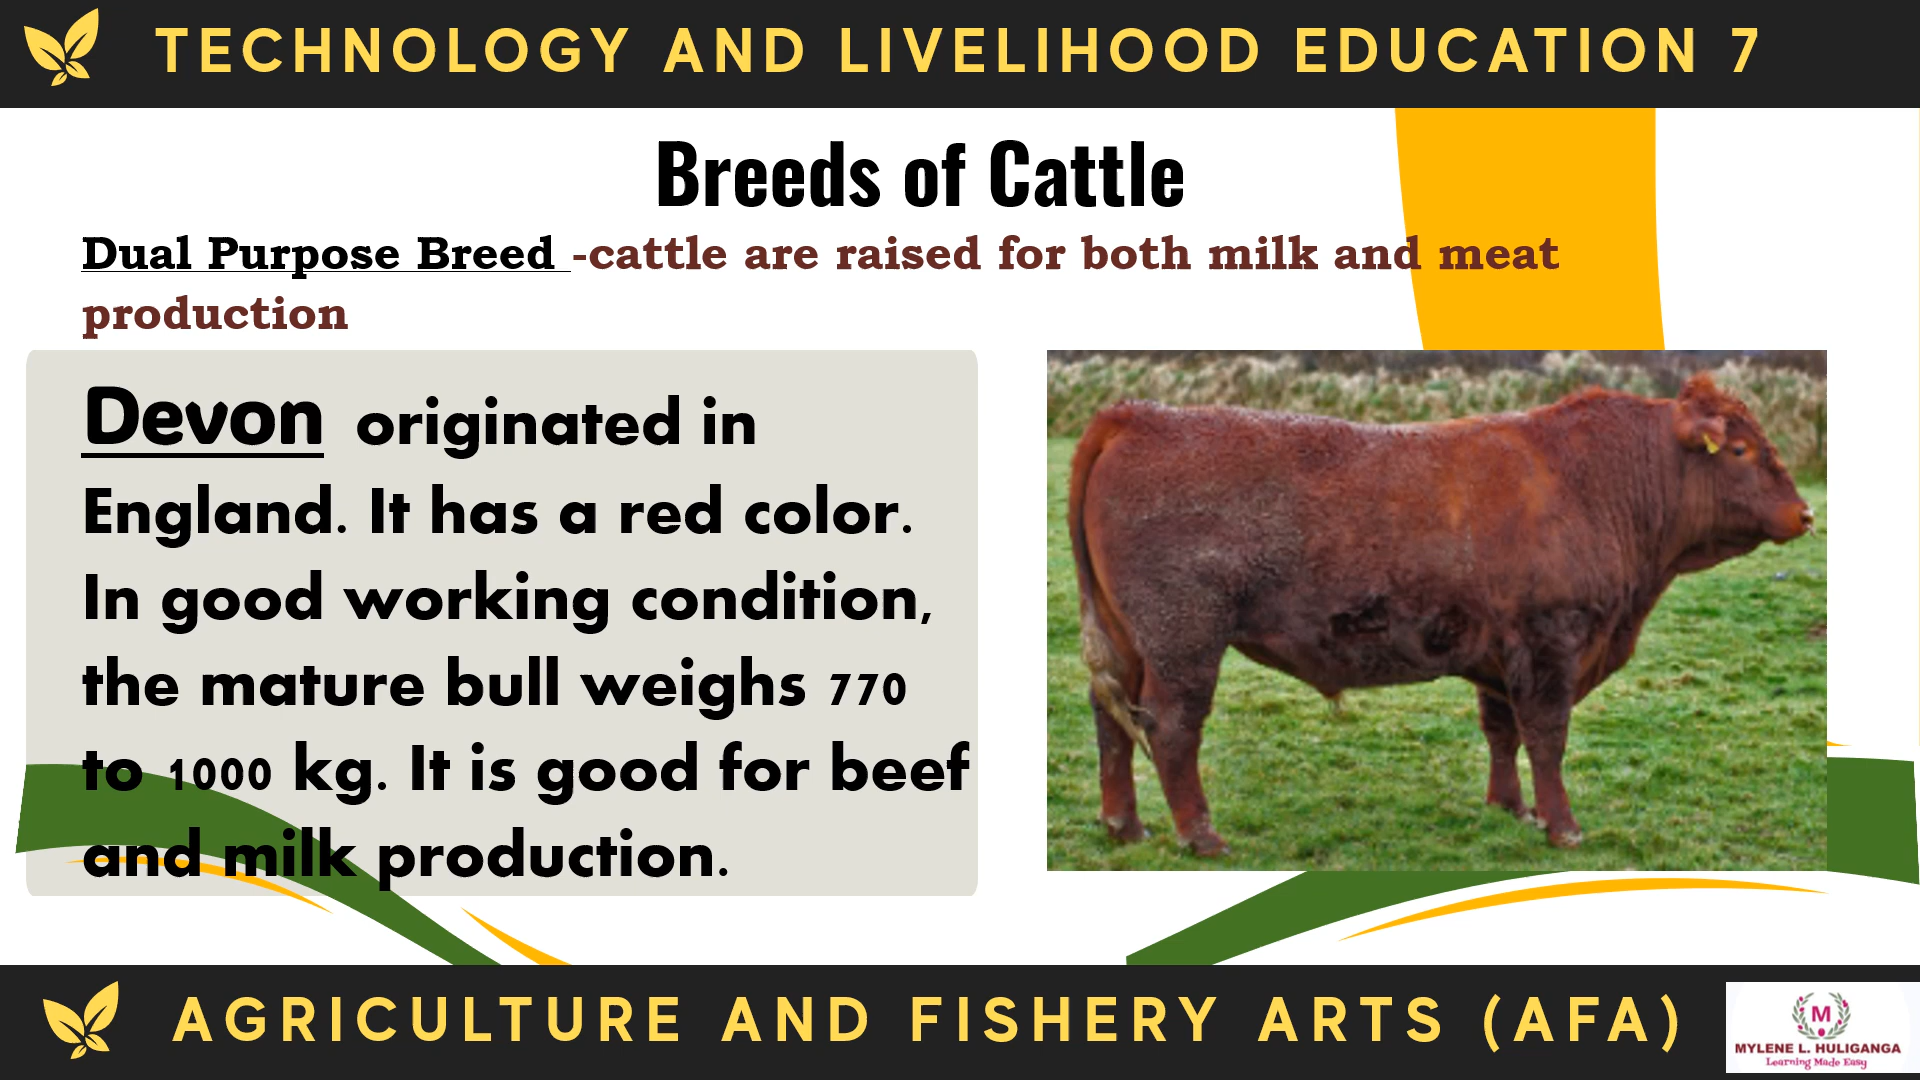 TECHNOLOGY AND LIVELIHOOD EDUCATION 7
Breeds of Cattle
Dual Purpose Breed -cattle are raised for both milk and meat
production
Devon originated in
England. It has a red color.
In good working condition,
the mature bull weighs 770
to 1000 kg. It is good for beef
and milk production.
AGRICULTURE AND FISHERY ARTS (AFA)
M
MYLENE L. HULIGANGA
Learning Made Easy